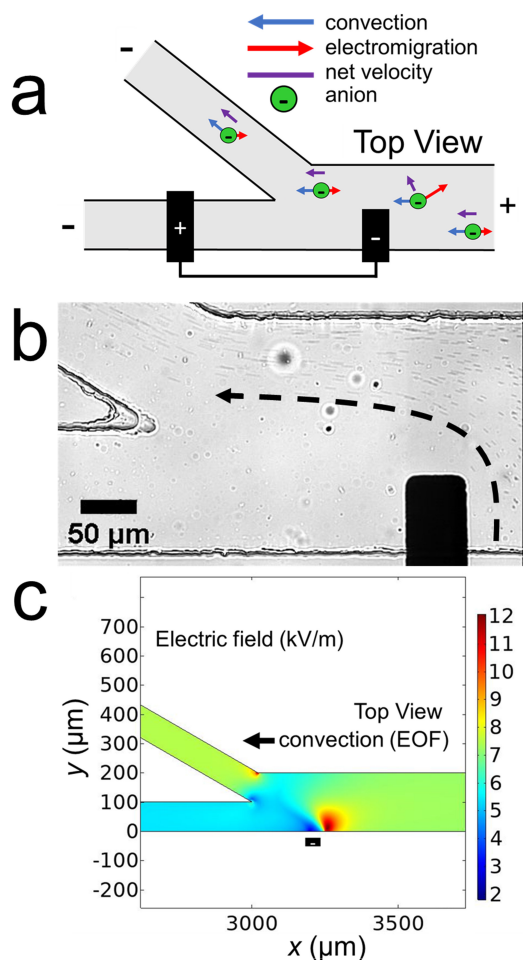 a
convection
electromigration
net velocity
- anion
Top View
-
-
+
+
-
-
-
-
-
-
b
50 µm
c
Electric field (kV/m)
Top View
convection (EOF)
y (µm)
800
700
600
500
400
300
200
100
0
-100
-200
-
3000
3500
x (µm)
12
11
10
9
8
7
6
5
4
3
2